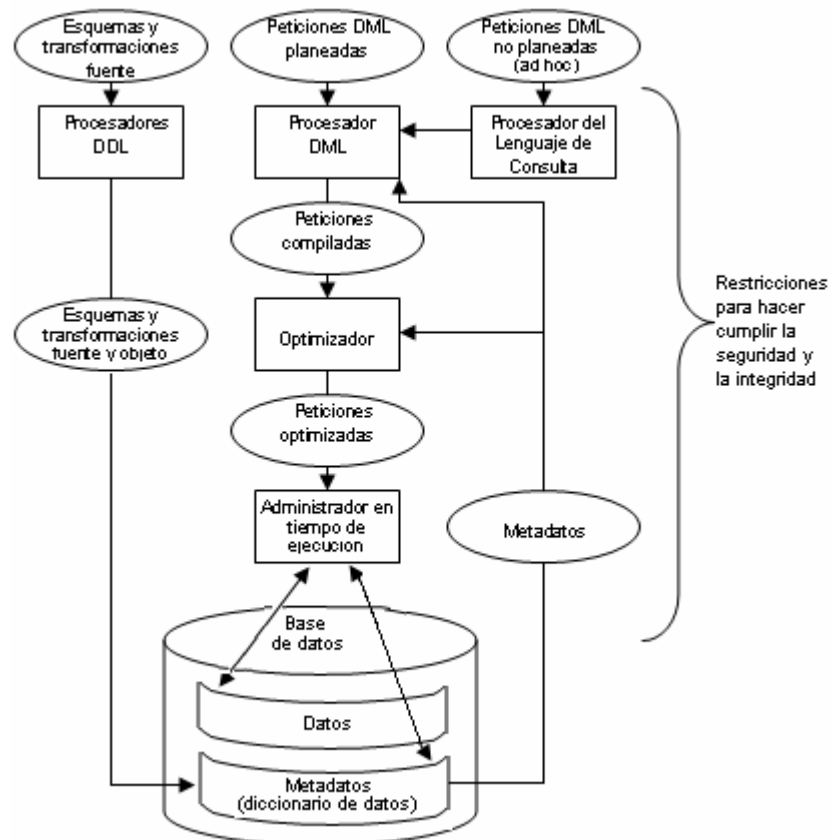 Esquemas y
transformaciones
fuente
Peticiones DML
planeadas
Peticiones DML
no planeadas
(ad hoc)
Procesadores
DDL
Procesador
DML
Procesador del
Lenguaje de
Consulta
Peticiones
compiladas
Esquemas y
transformaciones
fuente y objeto
Optimizador
Restricciones
para hacer
cumplir la
seguridad y
la integridad
Peticiones
optimizadas
Administrador en
tiempo de
ejecución
Metadatos
Base
de datos
Datos
Metadatos
(diccionario de datos)